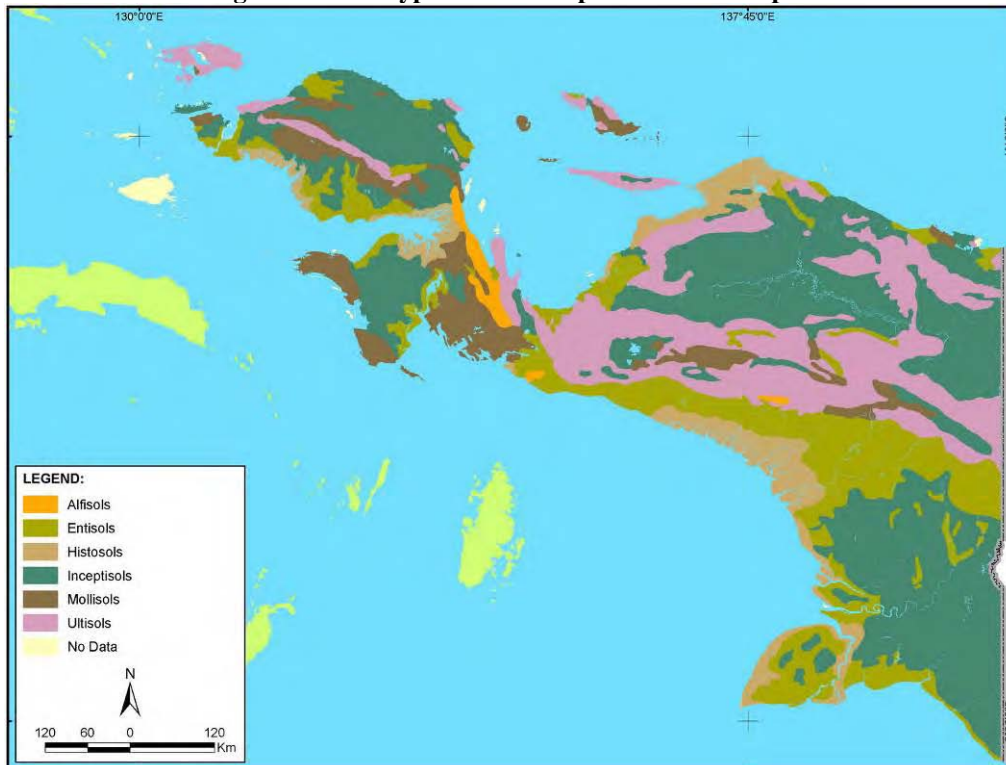 130°0'0"E
137°45'0"E
LEGEND:
Alfisols
Entisols
Histosols
Inceptisols
Mollisols
Ultisols
No Data
N
120 60 0 120
Km